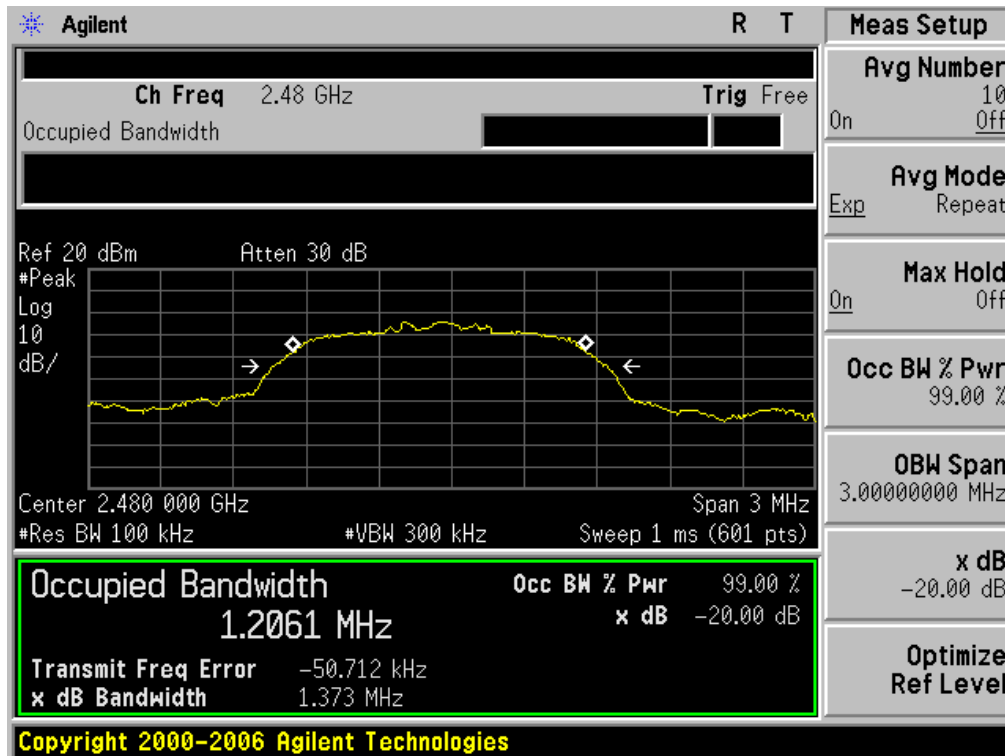 Agilent R T
Ch Freq 2.48 GHz Trig Free
Occupied Bandwidth
Ref 20 dBm Atten 30 dB
#Peak
Log
10
dB/
Center 2.480 000 GHz Span 3 MHz
#Res BW 100 kHz #VBW 300 kHz Sweep 1 ms (601 pts)
Occupied Bandwidth
1.2061 MHz
Occ BW % Pwr 99.00 %
x dB -20.00 dB
Transmit Freq Error -50.712 kHz
x dB Bandwidth 1.373 MHz
Copyright 2000-2006 Agilent Technologies
Meas Setup
Avg Number
10
On Off
Avg Mode
Exp Repeat
Max Hold
On Off
Occ BW % Pwr
99.00 %
OBW Span
3.00000000 MHz
x dB
-20.00 dB
Optimize
Ref Level